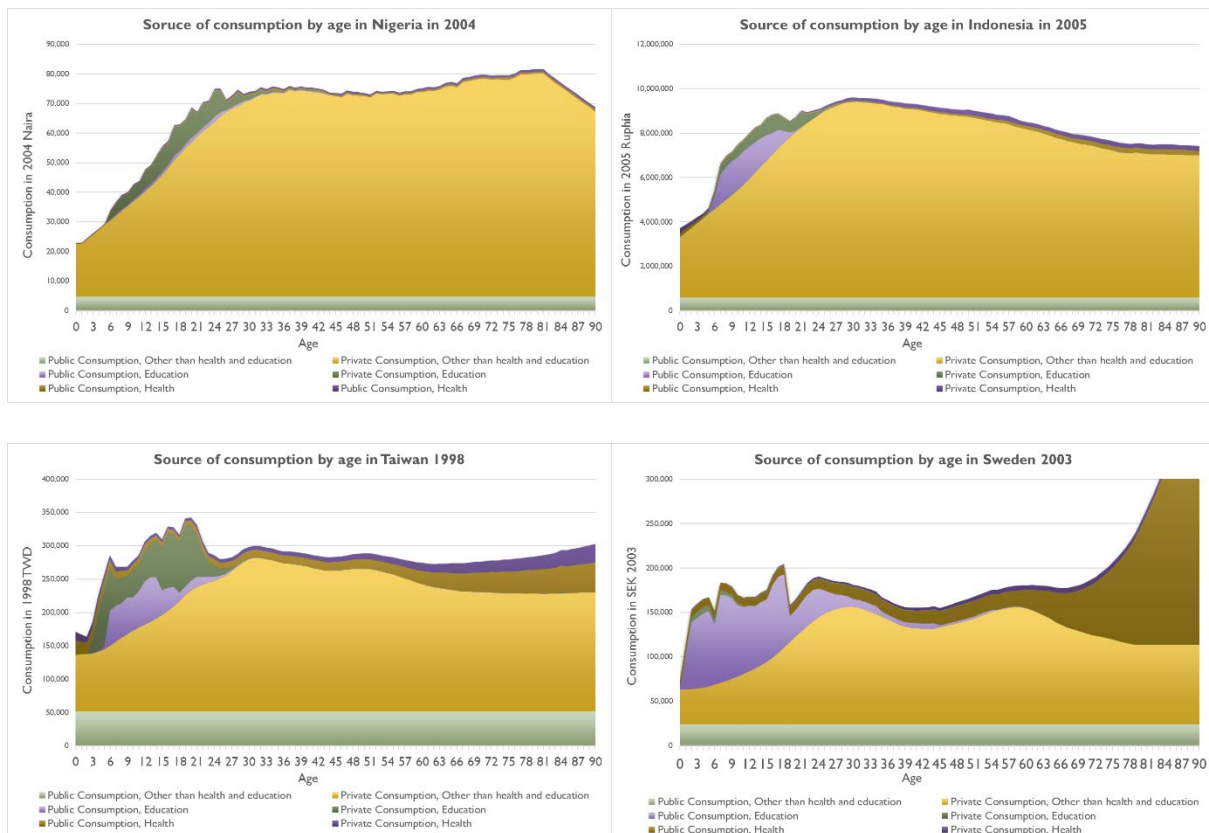 Soruce of consumption by age in Nigeria in 2004
90,000
80,000
70,000
60,000
50,000
40,000
30,000
20,000
10,000
0
Consumption in 2004 Naira
0 3 6 9 12 15 18 21 24 27 30 33 36 39 42 45 48 51 54 57 60 63 66 69 72 75 78 81 84 87 90
Age
Public Consumption, Other than health and education
Private Consumption, Other than health and education
Public Consumption, Education
Private Consumption, Education
Public Consumption, Health
Public Consumption, Health
Source of consumption by age in Indonesia in 2005
12,000,000
10,000,000
8,000,000
6,000,000
4,000,000
2,000,000
0
Consumption in 2005 Ruphia
0 3 6 9 12 15 18 21 24 27 30 33 36 39 42 45 48 51 54 57 60 63 66 69 72 75 78 81 84 87 90
Age
Public Consumption, Other than health and education
Private Consumption, Other than health and education
Public Consumption, Education
Private Consumption, Education
Public Consumption, Health
Private Consumption, Health
Source of consumption by age in Taiwan 1998
400,000
350,000
300,000
250,000
200,000
150,000
100,000
50,000
0
Consumption in 1998 TWD
0 3 6 9 12 15 18 21 24 27 30 33 36 39 42 45 48 51 54 57 60 63 66 69 72 75 78 81 84 87 90
Age
Public Consumption, Other than health and education
Private Consumption, Other than health and education
Public Consumption, Education
Private Consumption, Education
Public Consumption, Health
Private Consumption, Health
Source of consumption by age in Sweden 2003
300,000
250,000
200,000
150,000
100,000
50,000
0
Consumption in SEK 2003
0 3 6 9 12 15 18 21 24 27 30 33 36 39 42 45 48 51 54 57 60 63 66 69 72 75 78 81 84 87 90
Age
Public Consumption, Other than health and education
Private Consumption, Other than health and education
Public Consumption, Education
Private Consumption, Education
Public Consumption, Health
Private Consumption, Health